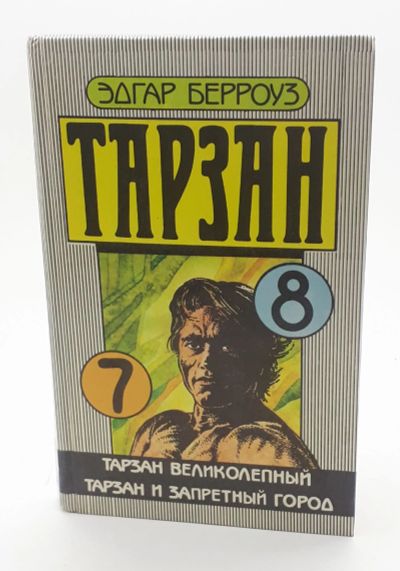 ЭДГАР БЕРРОУЗ
ТАРЗАН
8
7
ТАРЗАН ВЕЛИКОЛЕПНЫЙ
ТАРЗАН И ЗАПРЕТНЫЙ ГОРОД